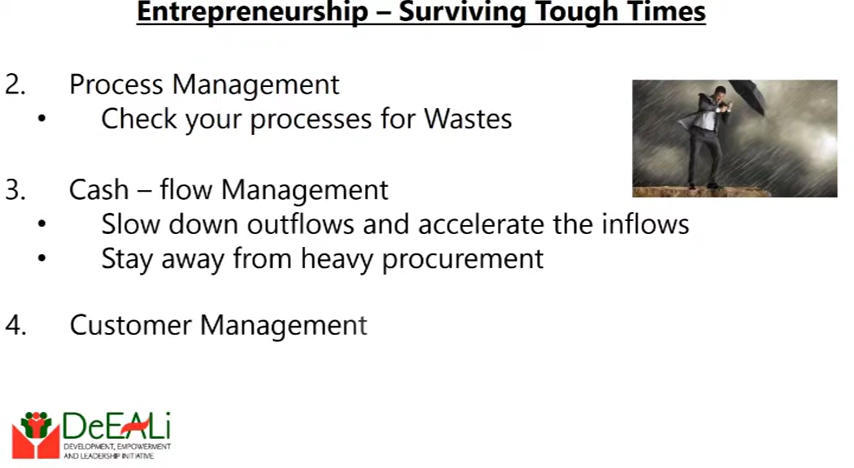 Entrepreneurship – Surviving Tough Times
2. Process Management
• Check your processes for Wastes
3. Cash – flow Management
• Slow down outflows and accelerate the inflows
• Stay away from heavy procurement
4. Customer Management
DeEALi
DEVELOPMENT, EMPOWERMENT
AND LEADERSHIP INITIATIVE